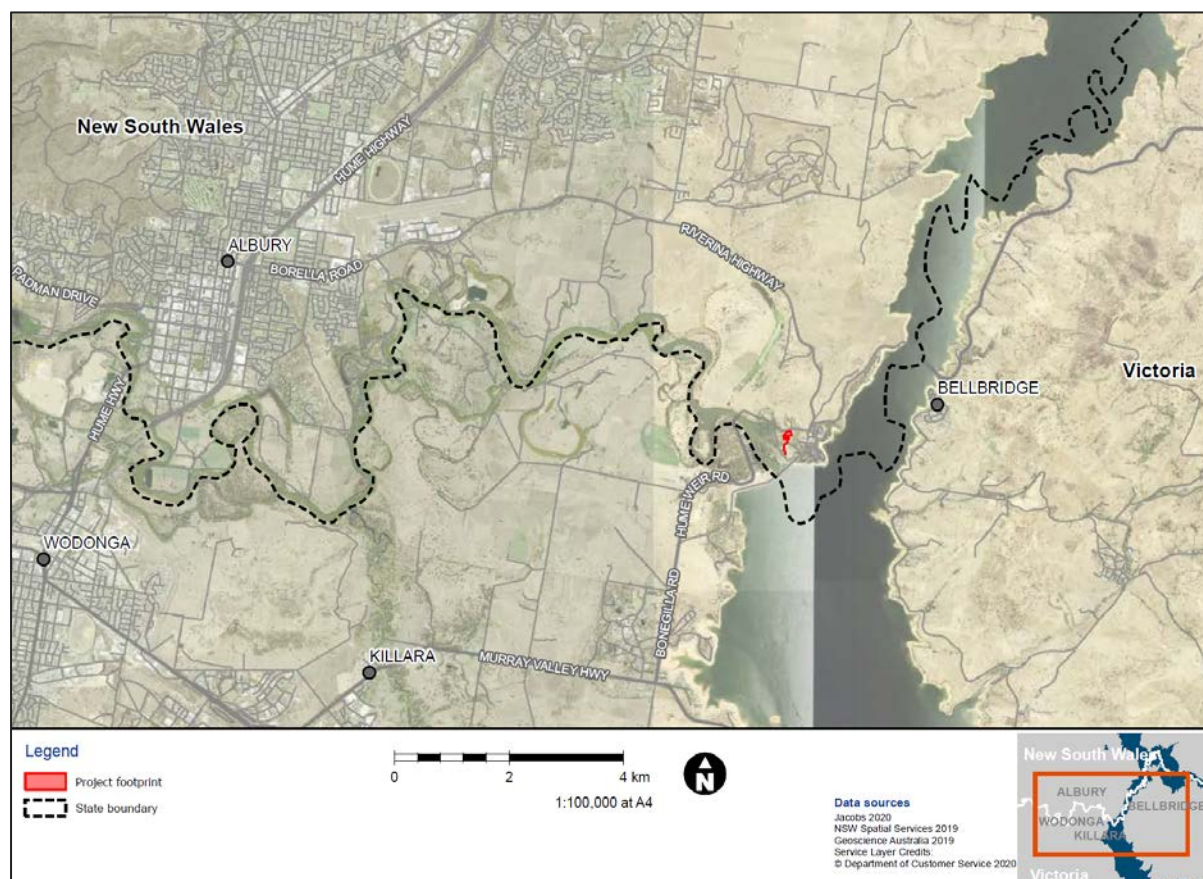 New South Wales
HUME HIGHWAY
ALBURY
BORELLA ROAD
PADMAN DRIVE
RIVERINA HIGHWAY
Victoria
HUME HWY
BELLBRIDGE
HUME WEIR RD
WODONGA
BONEGILLA RD
KILLARA
MURRAY VALLEY HWY
Legend
Project footprint
State boundary
0 2 4 km
1:100,000 at A4
N
Data sources
Jacobs 2020
NSW Spatial Services 2019
Geoscience Australia 2019
Service Layer Credits:
© Department of Customer Service 2020
New South Wales
ALBURY
BELLBRIDGE
WODONGA
KILLARA
Victoria